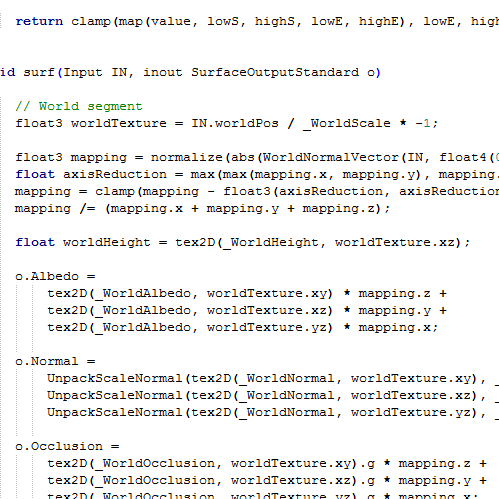 return clamp(map(value, lowS, highS, lowE, highE), lowE, high
id surf(Input IN, inout SurfaceOutputStandard o)
// World segment
float3 worldTexture = IN.worldPos / _WorldScale * -1;
float3 mapping = normalize(abs(WorldNormalVector(IN, float4(
float axisReduction = max(max(mapping.x, mapping.y), mapping.
mapping = clamp(mapping - float3(axisReduction, axisReduction
mapping /= (mapping.x + mapping.y + mapping.z);
float worldHeight = tex2D(_WorldHeight, worldTexture.xz);
o.Albedo =
tex2D(_WorldAlbedo, worldTexture.xy) * mapping.z +
tex2D(_WorldAlbedo, worldTexture.xz) * mapping.y +
tex2D(_WorldAlbedo, worldTexture.yz) * mapping.x;
o.Normal =
UnpackScaleNormal(tex2D(_WorldNormal, worldTexture.xy), _
UnpackScaleNormal(tex2D(_WorldNormal, worldTexture.xz), _
UnpackScaleNormal(tex2D(_WorldNormal, worldTexture.yz), _
o.Occlusion =
tex2D(_WorldOcclusion, worldTexture.xy).g * mapping.z +
tex2D(_WorldOcclusion, worldTexture.xz).g * mapping.y +
tex2D(_WorldOcclusion, worldTexture.yz).g * mapping.x;